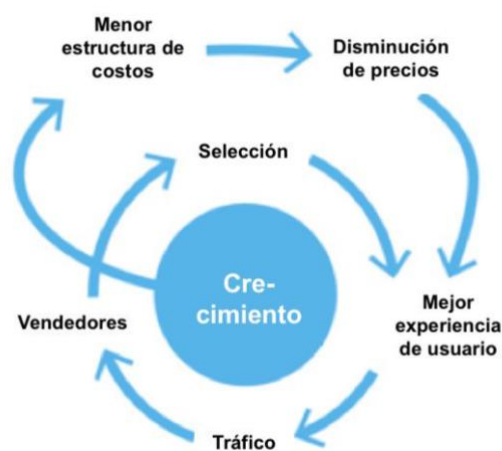 Menor
estructura de
costos
Disminución
de precios
Selección
Cre-
cimiento
Vendedores
Mejor
experiencia
de usuario
Tráfico